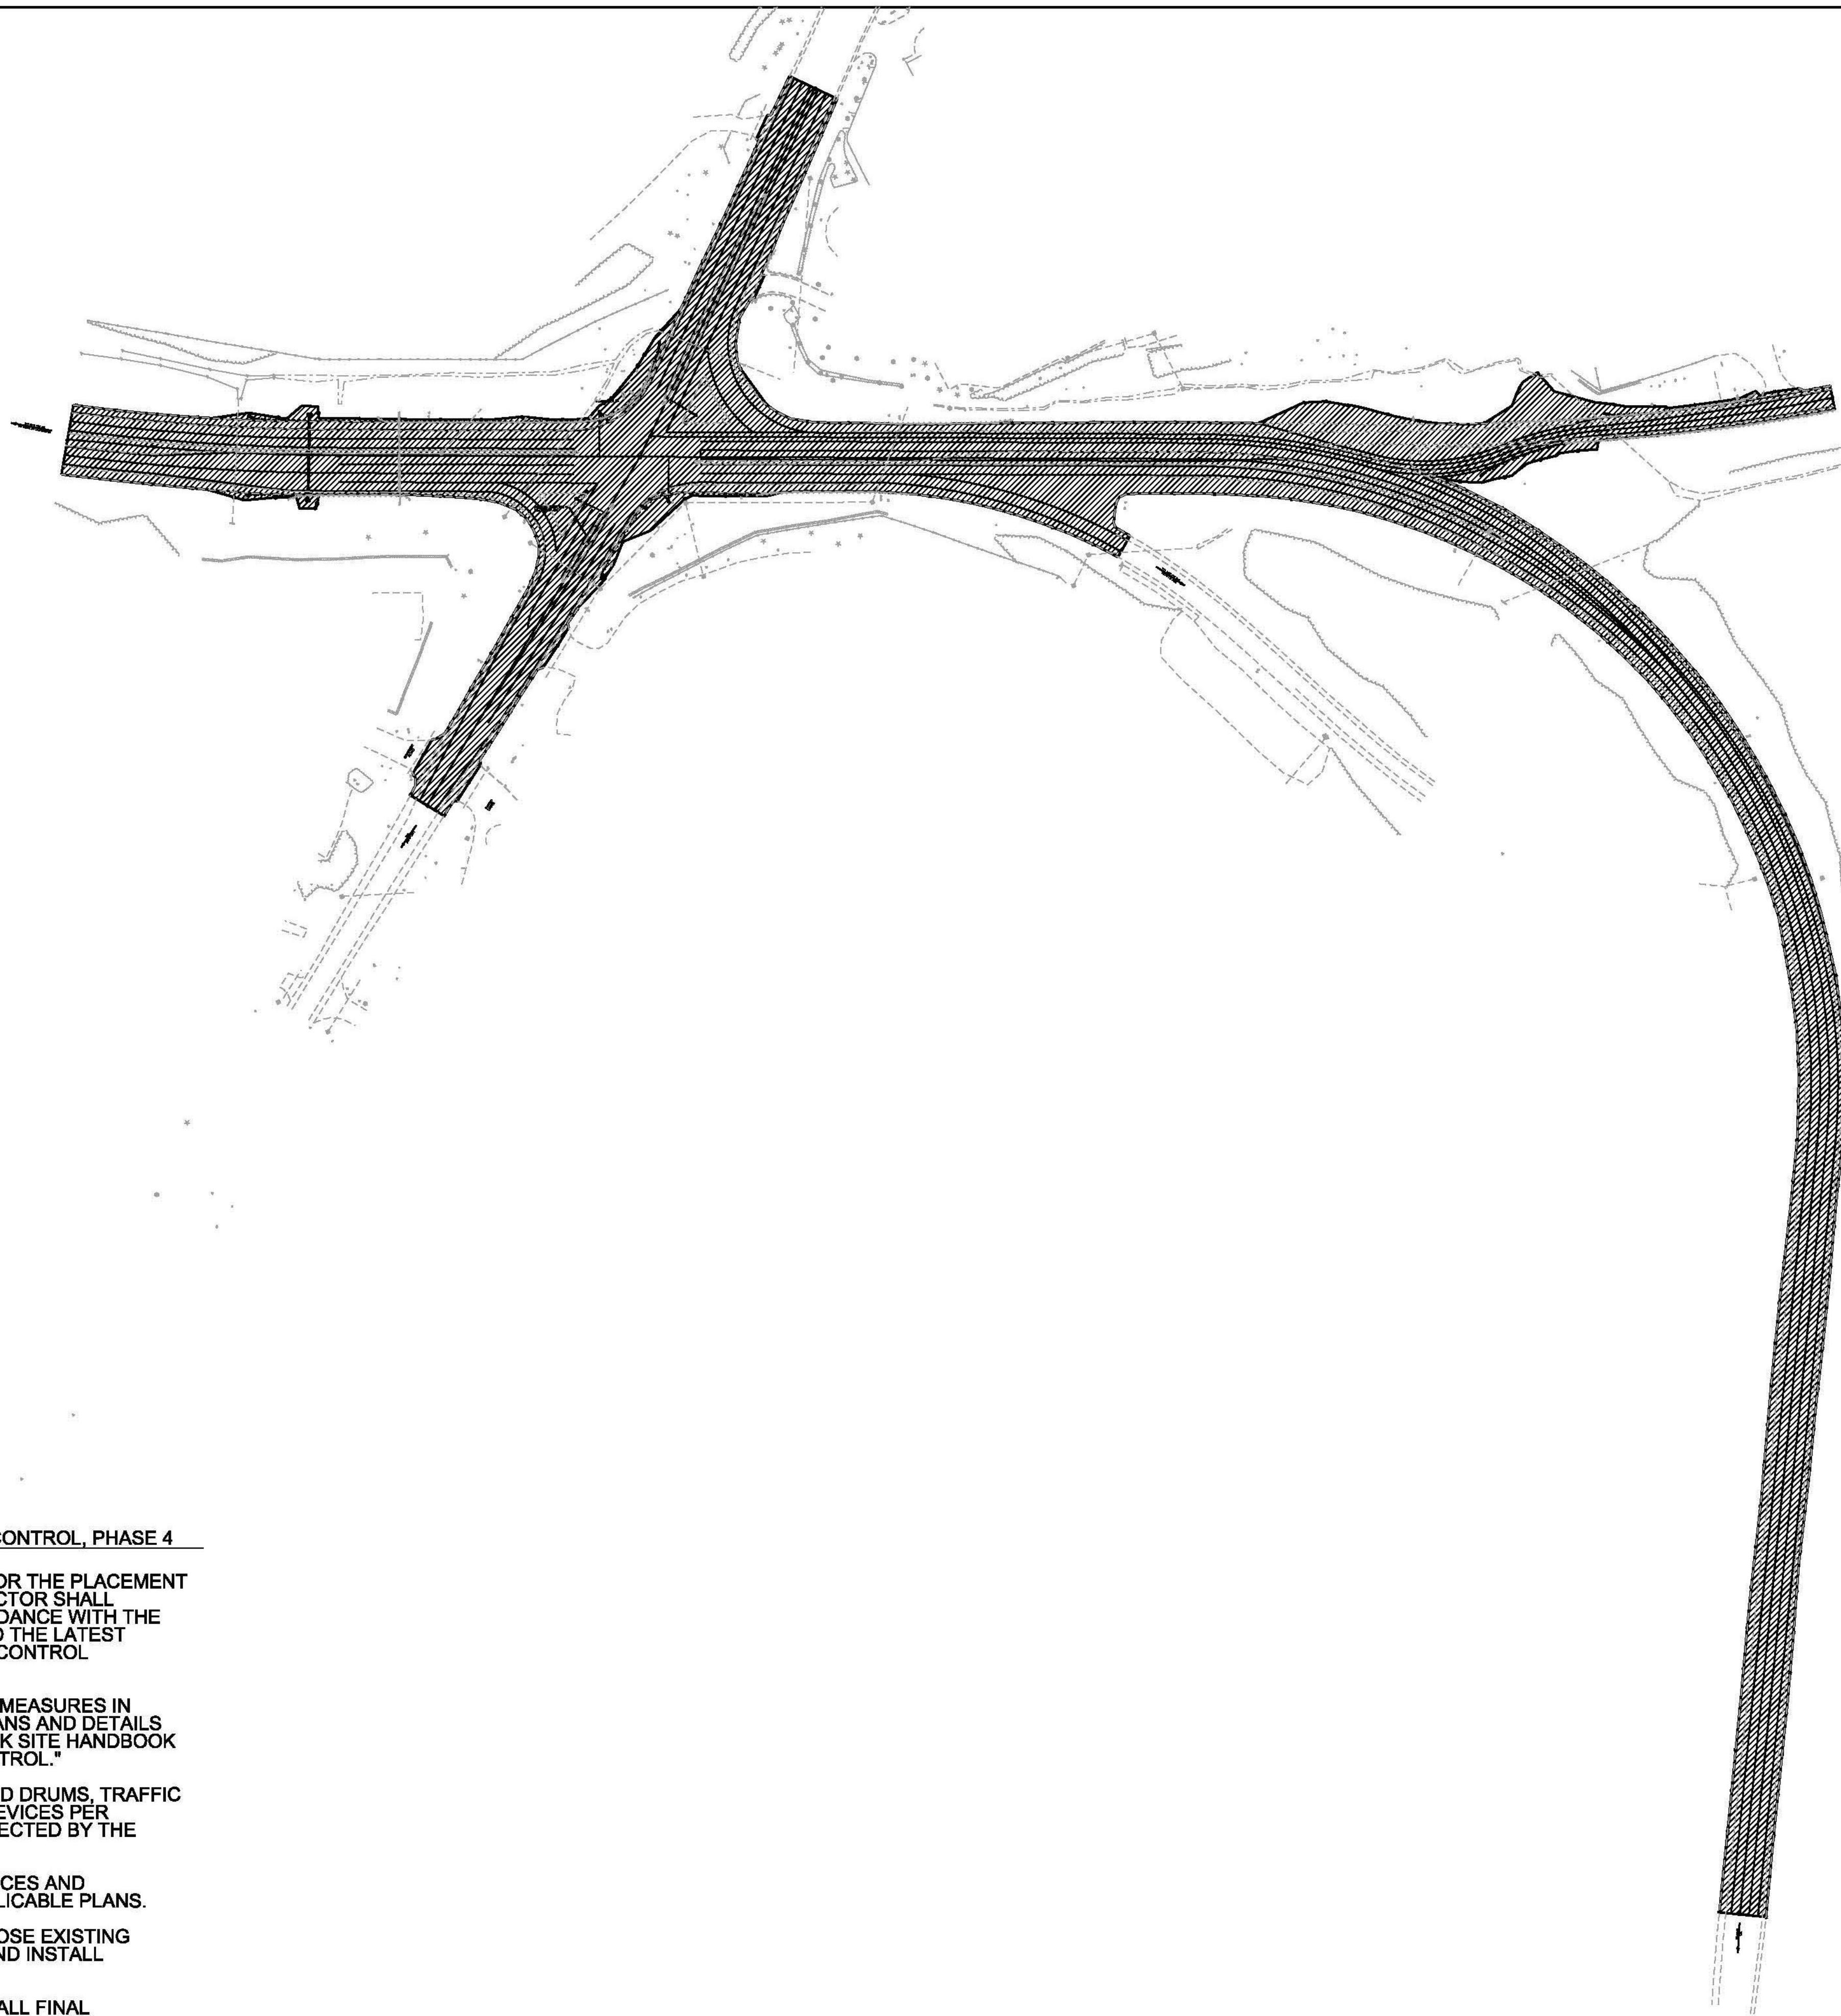 CONTROL, PHASE 4
OR THE PLACEMENT
CTOR SHALL
DANCE WITH THE
THE LATEST
CONTROL
MEASURES IN
ANS AND DETAILS
K SITE HANDBOOK
TROL."
D DRUMS, TRAFFIC
EVICES PER
ECTED BY THE
CES AND
LICABLE PLANS.
OSE EXISTING
ND INSTALL
ALL FINAL